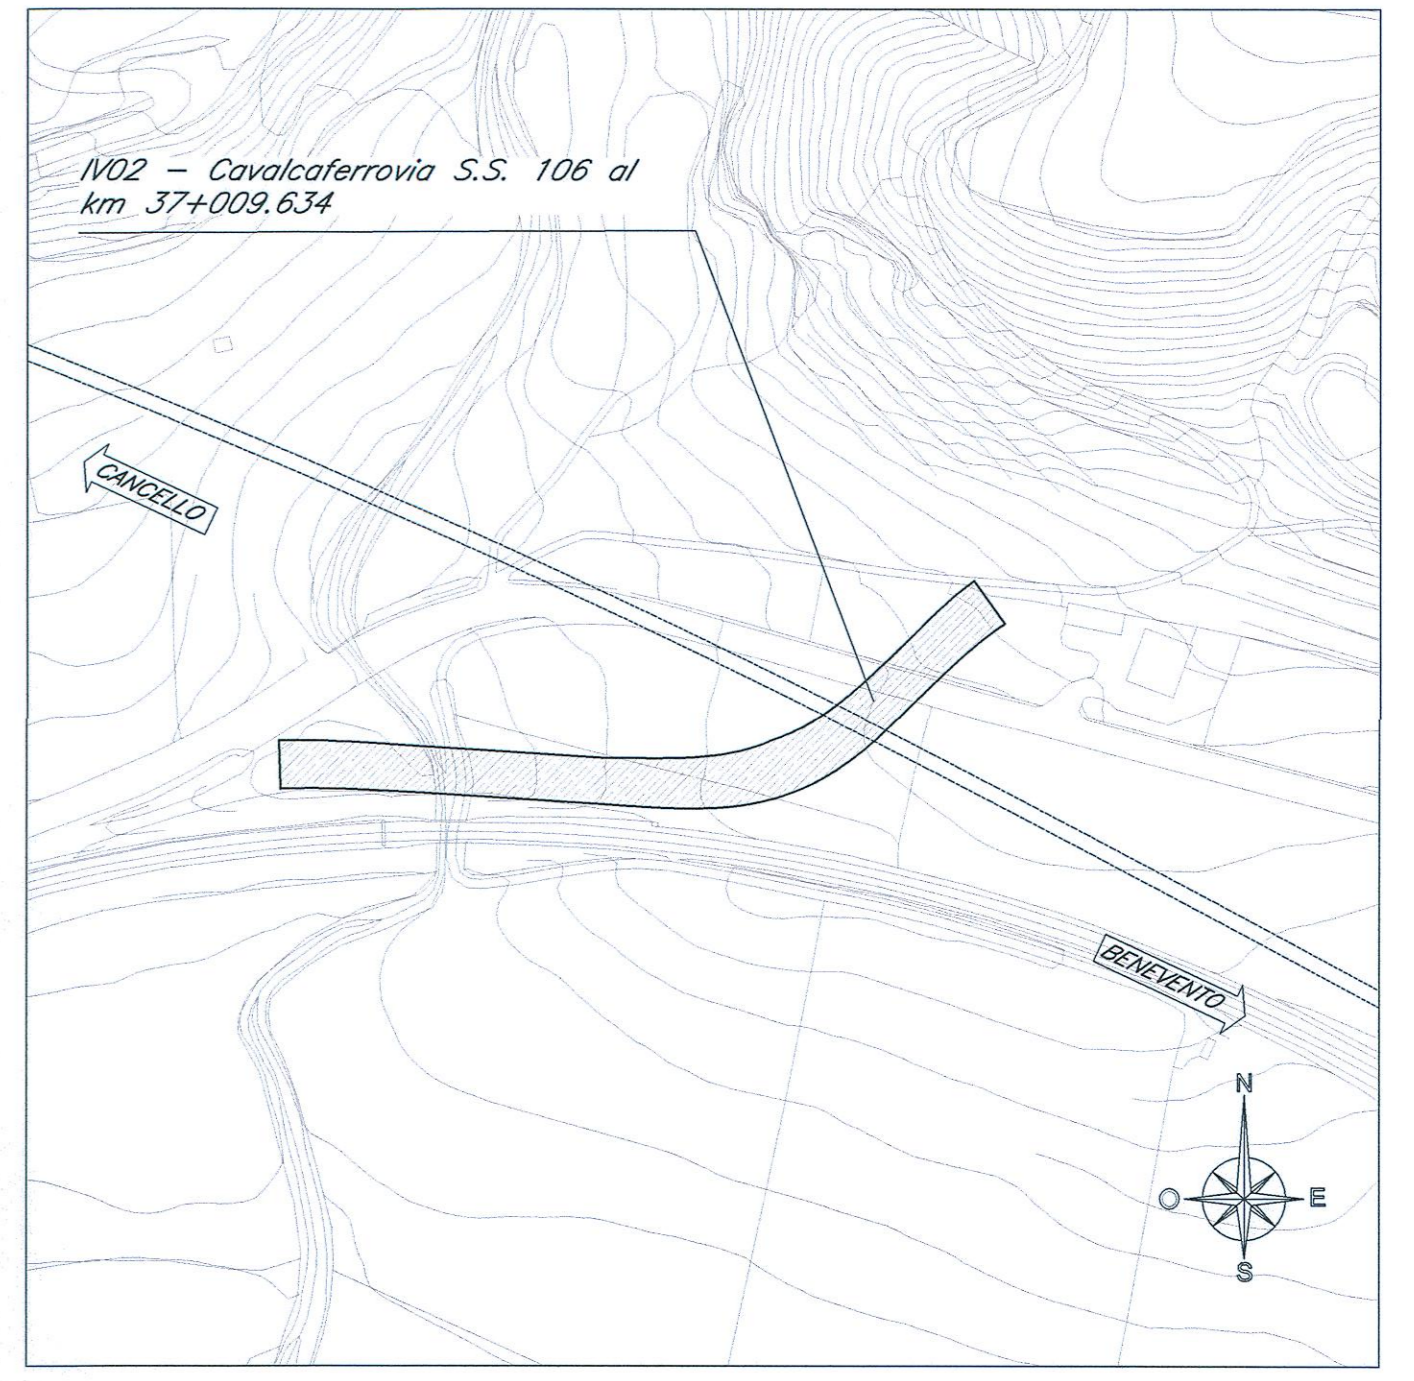 IV02 – Cavalcaferrovia S.S. 106 al
km 37+009.634
CANCELLO
BENEVENTO
N
O
E
S